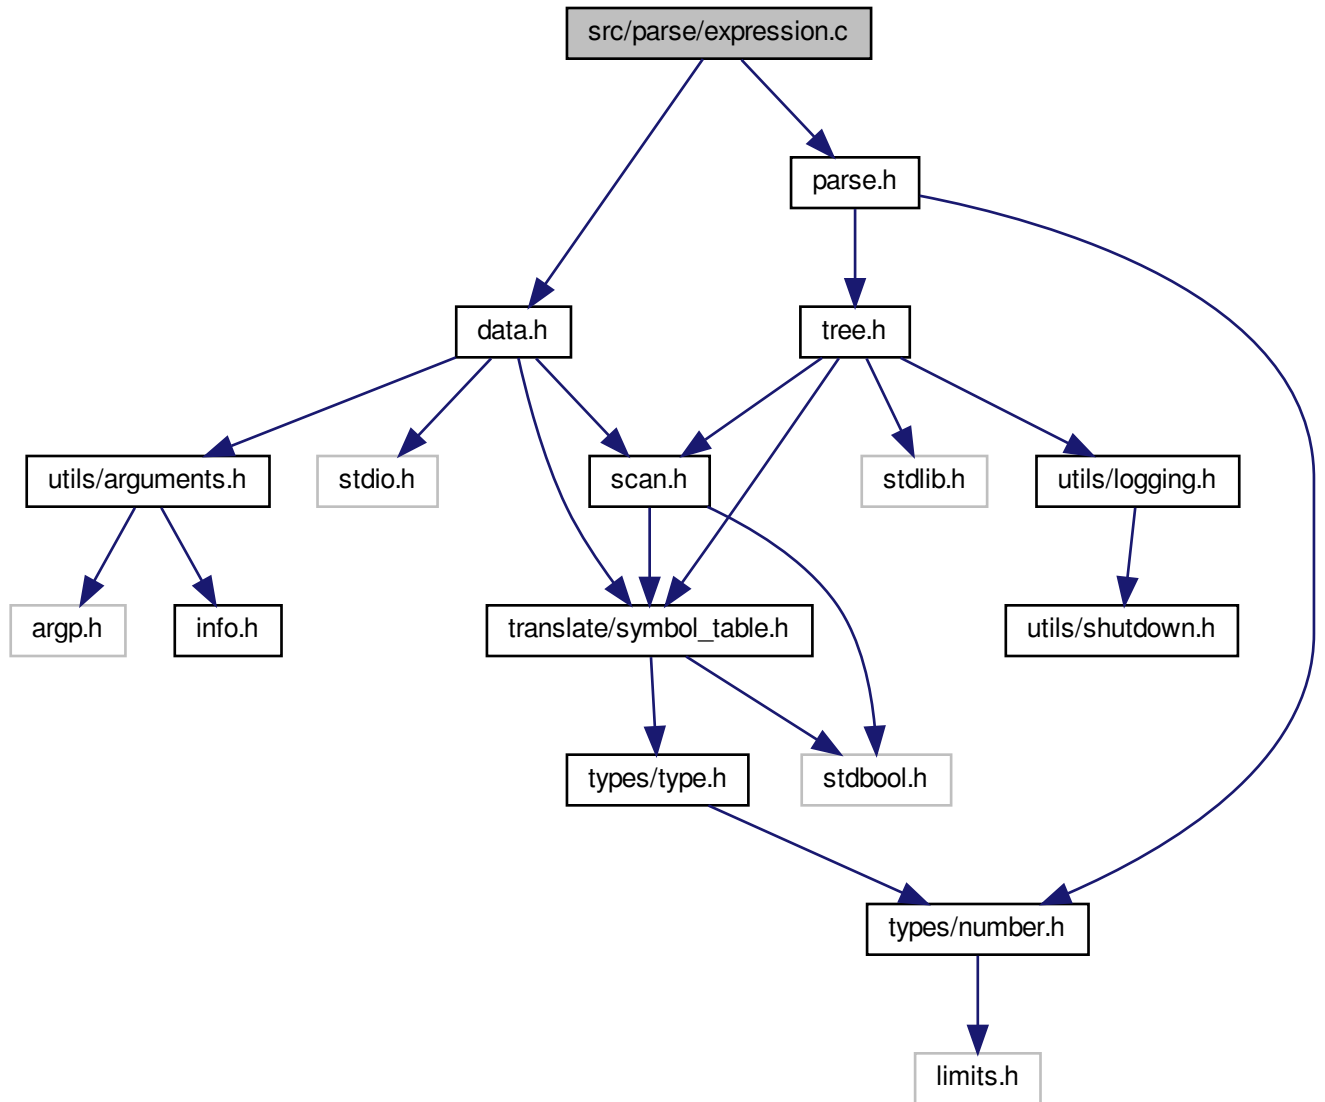 src/parse/expression.c
parse.h
data.h
tree.h
utils/arguments.h
stdio.h
scan.h
stdlib.h
utils/logging.h
argp.h
info.h
translate/symbol_table.h
utils/shutdown.h
types/type.h
stdbool.h
types/number.h
limits.h